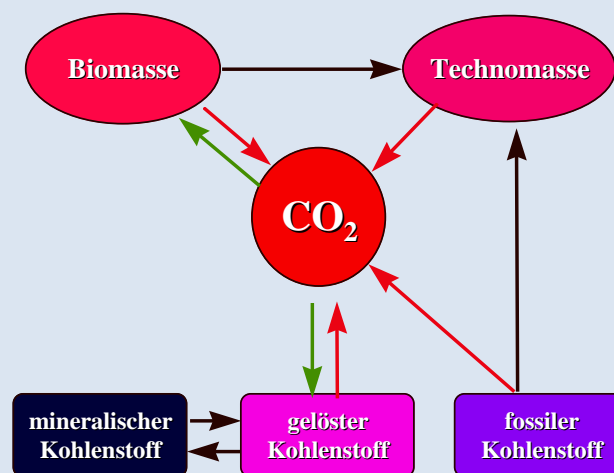 Biomasse
Technomasse
CO₂
mineralischer
Kohlenstoff
gelöster
Kohlenstoff
fossiler
Kohlenstoff